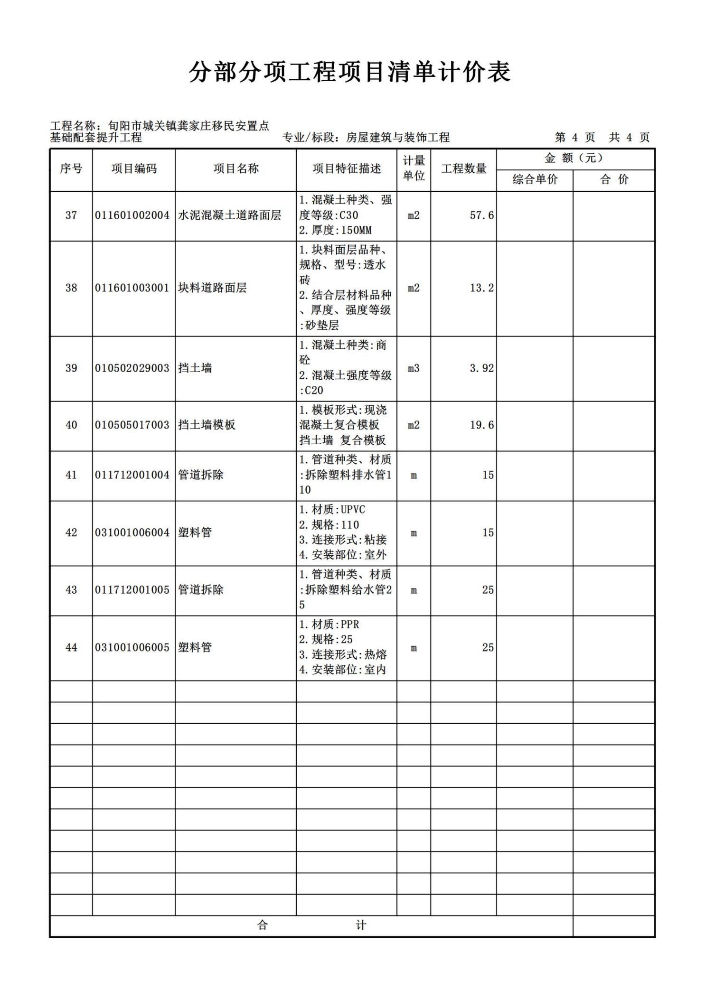 分部分项工程项目清单计价表
工程名称：旬阳市城关镇龚家庄移民安置点
基础配套提升工程 专业/标段：房屋建筑与装饰工程 第 4 页 共 4 页
序号 项目编码 项目名称 项目特征描述 计量
单位 工程数量 金 额（元）
综合单价 合 价
37 011601002004 水泥混凝土道路面层 1.混凝土种类、强
度等级:C30
2.厚度:150MM
m2 57.6
38 011601003001 块料道路面层 1.块料面层品种、
规格、型号:透水
砖
2.结合层材料品种
、厚度、强度等级
:砂垫层
m2 13.2
39 010502029003 挡土墙 1.混凝土种类:商
砼
2.混凝土强度等级
:C20
m3 3.92
40 010505017003 挡土墙模板 1.模板形式:现浇
混凝土复合模板
挡土墙 复合模板
m2 19.6
41 011712001004 管道拆除 1.管道种类、材质
:拆除塑料排水管1
10
m 15
42 031001006004 塑料管 1.材质:UPVC
2.规格:110
3.连接形式:粘接
4.安装部位:室外
m 15
43 011712001005 管道拆除 1.管道种类、材质
:拆除塑料给水管2
5
m 25
44 031001006005 塑料管 1.材质:PPR
2.规格:25
3.连接形式:热熔
4.安装部位:室内
m 25
合 计